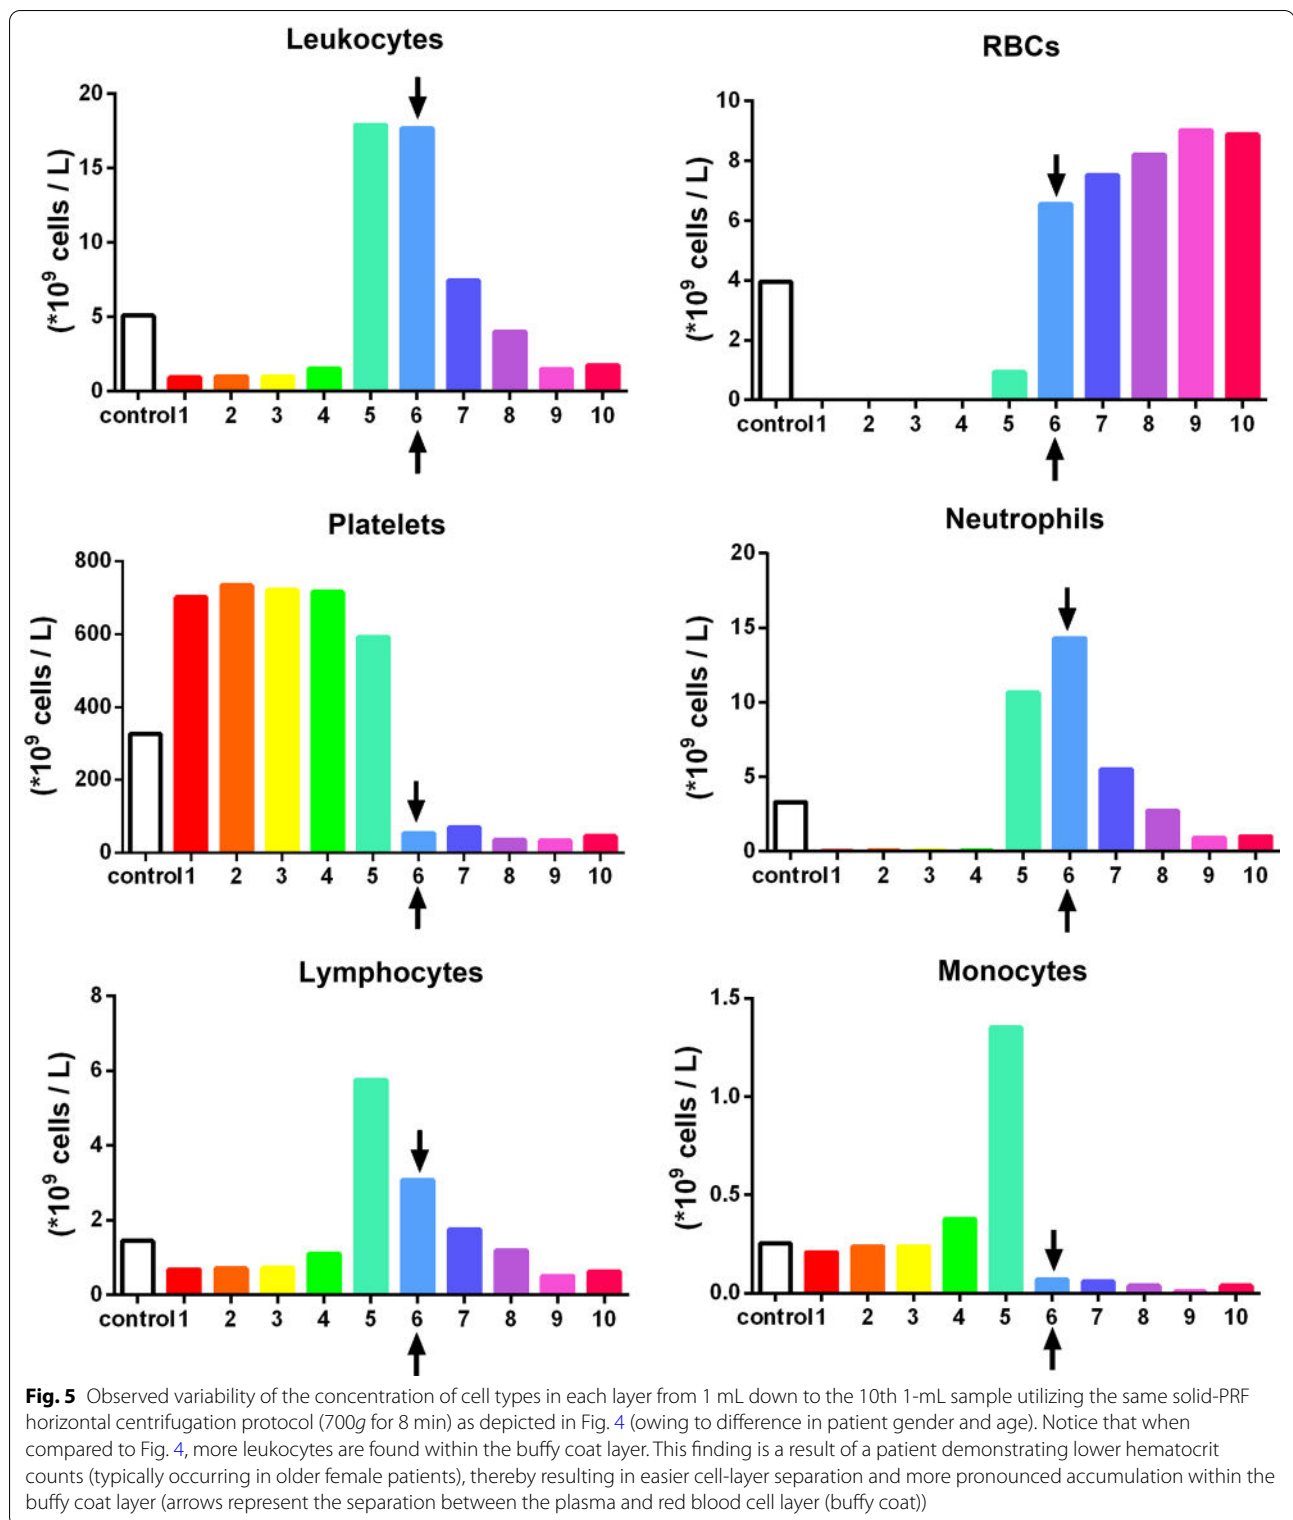 Leukocytes
(*10⁹ cells / L)
20
15
10
5
0
control 1 2 3 4 5 6 7 8 9 10
RBCs
(*10⁹ cells / L)
10
8
6
4
2
0
control 1 2 3 4 5 6 7 8 9 10
Platelets
(*10⁹ cells / L)
800
600
400
200
0
control 1 2 3 4 5 6 7 8 9 10
Neutrophils
(*10⁹ cells / L)
20
15
10
5
0
control 1 2 3 4 5 6 7 8 9 10
Lymphocytes
(*10⁹ cells / L)
8
6
4
2
0
control 1 2 3 4 5 6 7 8 9 10
Monocytes
(*10⁹ cells / L)
1.5
1.0
0.5
0.0
control 1 2 3 4 5 6 7 8 9 10
Fig. 5 Observed variability of the concentration of cell types in each layer from 1 mL down to the 10th 1-mL sample utilizing the same solid-PRF
horizontal centrifugation protocol (700g for 8 min) as depicted in Fig. 4 (owing to difference in patient gender and age). Notice that when
compared to Fig. 4, more leukocytes are found within the buffy coat layer. This finding is a result of a patient demonstrating lower hematocrit
counts (typically occurring in older female patients), thereby resulting in easier cell-layer separation and more pronounced accumulation within the
buffy coat layer (arrows represent the separation between the plasma and red blood cell layer (buffy coat))